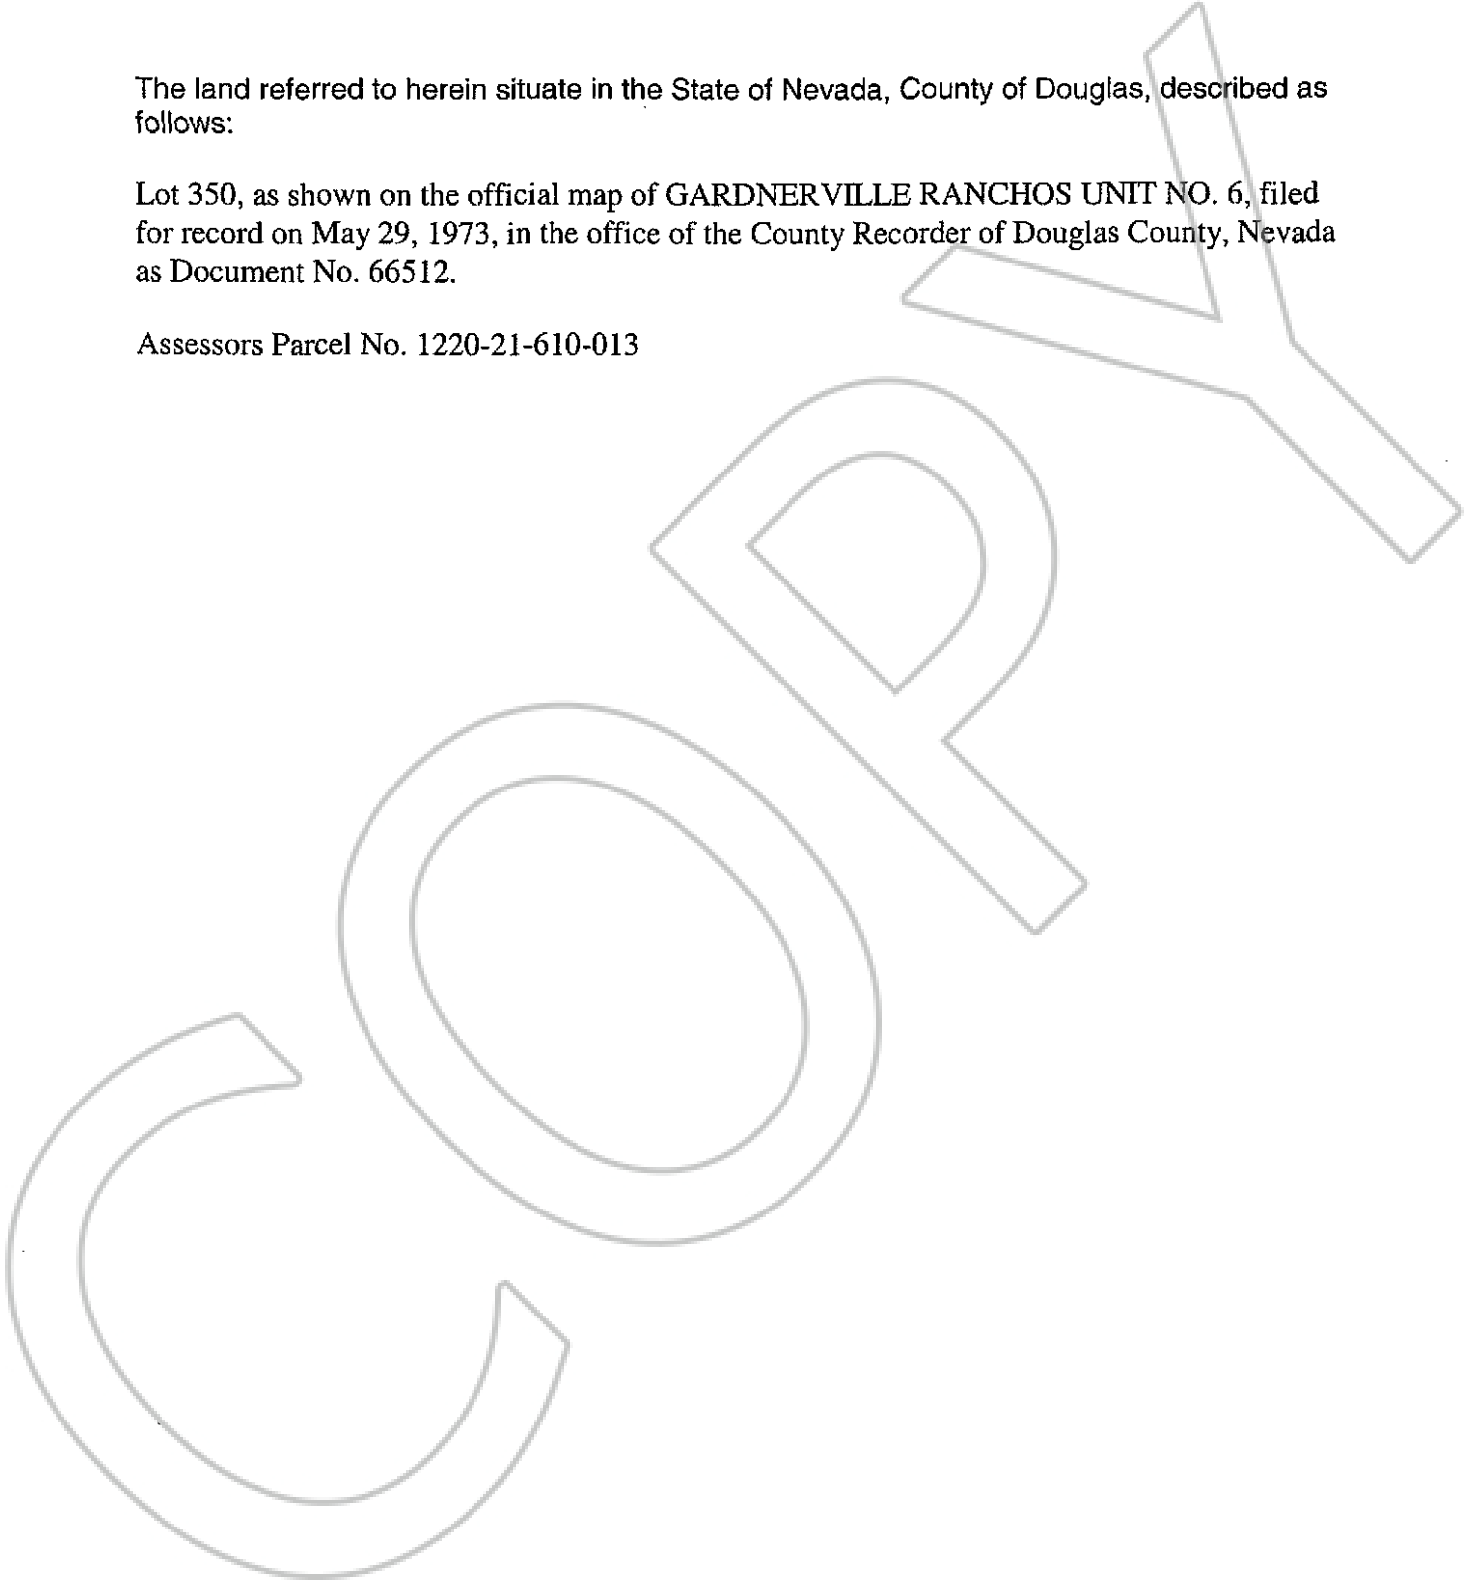 The land referred to herein situate in the State of Nevada, County of Douglas, described as
follows:
Lot 350, as shown on the official map of GARDNERVILLE RANCHOS UNIT NO. 6, filed
for record on May 29, 1973, in the office of the County Recorder of Douglas County, Nevada
as Document No. 66512.
Assessors Parcel No. 1220-21-610-013
COPY